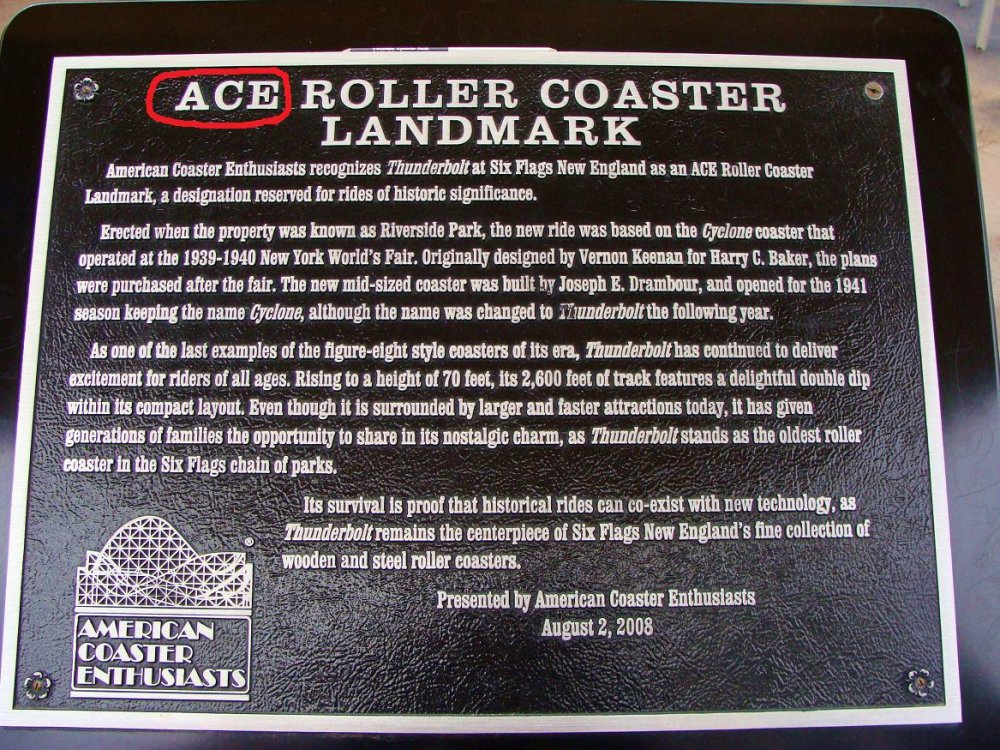 ACE ROLLER COASTER
LANDMARK
American Coaster Enthusiasts recognizes Thunderbolt at Six Flags New England as an ACE Roller Coaster
Landmark, a designation reserved for rides of historic significance.
Erected when the property was known as Riverside Park, the new ride was based on the Cyclone coaster that
operated at the 1939-1940 New York World's Fair. Originally designed by Vernon Keenan for Harry C. Baker, the plans
were purchased after the fair. The new mid-sized coaster was built by Joseph E. Drambour, and opened for the 1941
season keeping the name Cyclone, although the name was changed to Thunderbolt the following year.
As one of the last examples of the figure-eight style coasters of its era, Thunderbolt has continued to deliver
excitement for riders of all ages. Rising to a height of 70 feet, its 2,600 feet of track features a delightful double dip
within its compact layout. Even though it is surrounded by larger and faster attractions today, it has given
generations of families the opportunity to share in its nostalgic charm, as Thunderbolt stands as the oldest roller
coaster in the Six Flags chain of parks.
Its survival is proof that historical rides can co-exist with new technology, as
Thunderbolt remains the centerpiece of Six Flags New England's fine collection of
wooden and steel roller coasters.
Presented by American Coaster Enthusiasts
August 2, 2008
®
AMERICAN
COASTER
ENTHUSIASTS